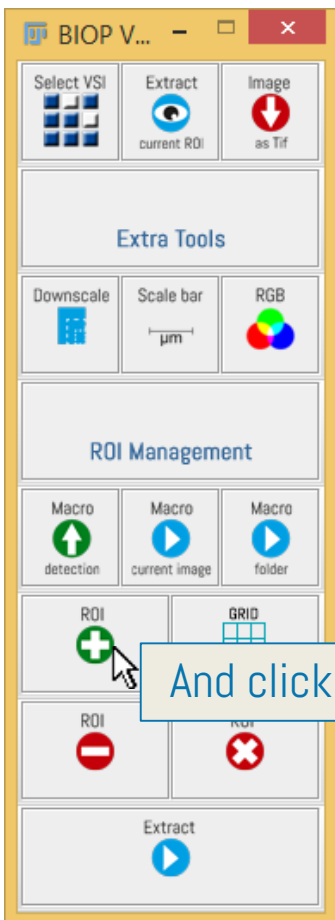 BIOP V...
Select VSI
Extract
current ROI
Image
as Tif
Extra Tools
Downscale
Scale bar
µm
RGB
ROI Management
Macro
detection
Macro
current image
Macro
folder
ROI
GRID
And click
ROI
ROI
Extract